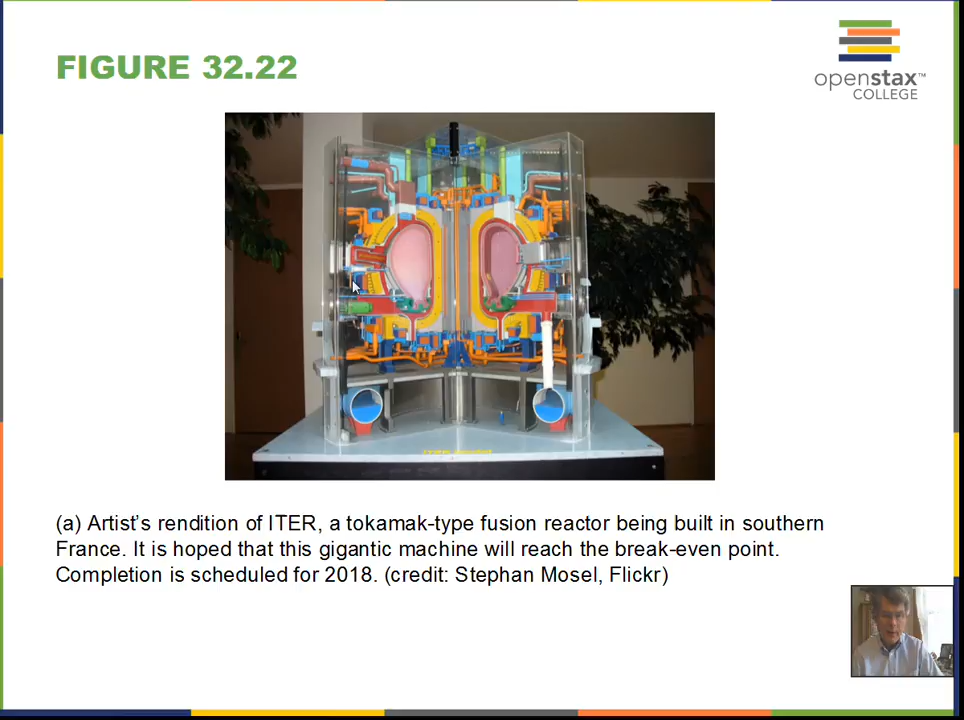 FIGURE 32.22
openstax™
COLLEGE
(a) Artist’s rendition of ITER, a tokamak-type fusion reactor being built in southern
France. It is hoped that this gigantic machine will reach the break-even point.
Completion is scheduled for 2018. (credit: Stephan Mosel, Flickr)